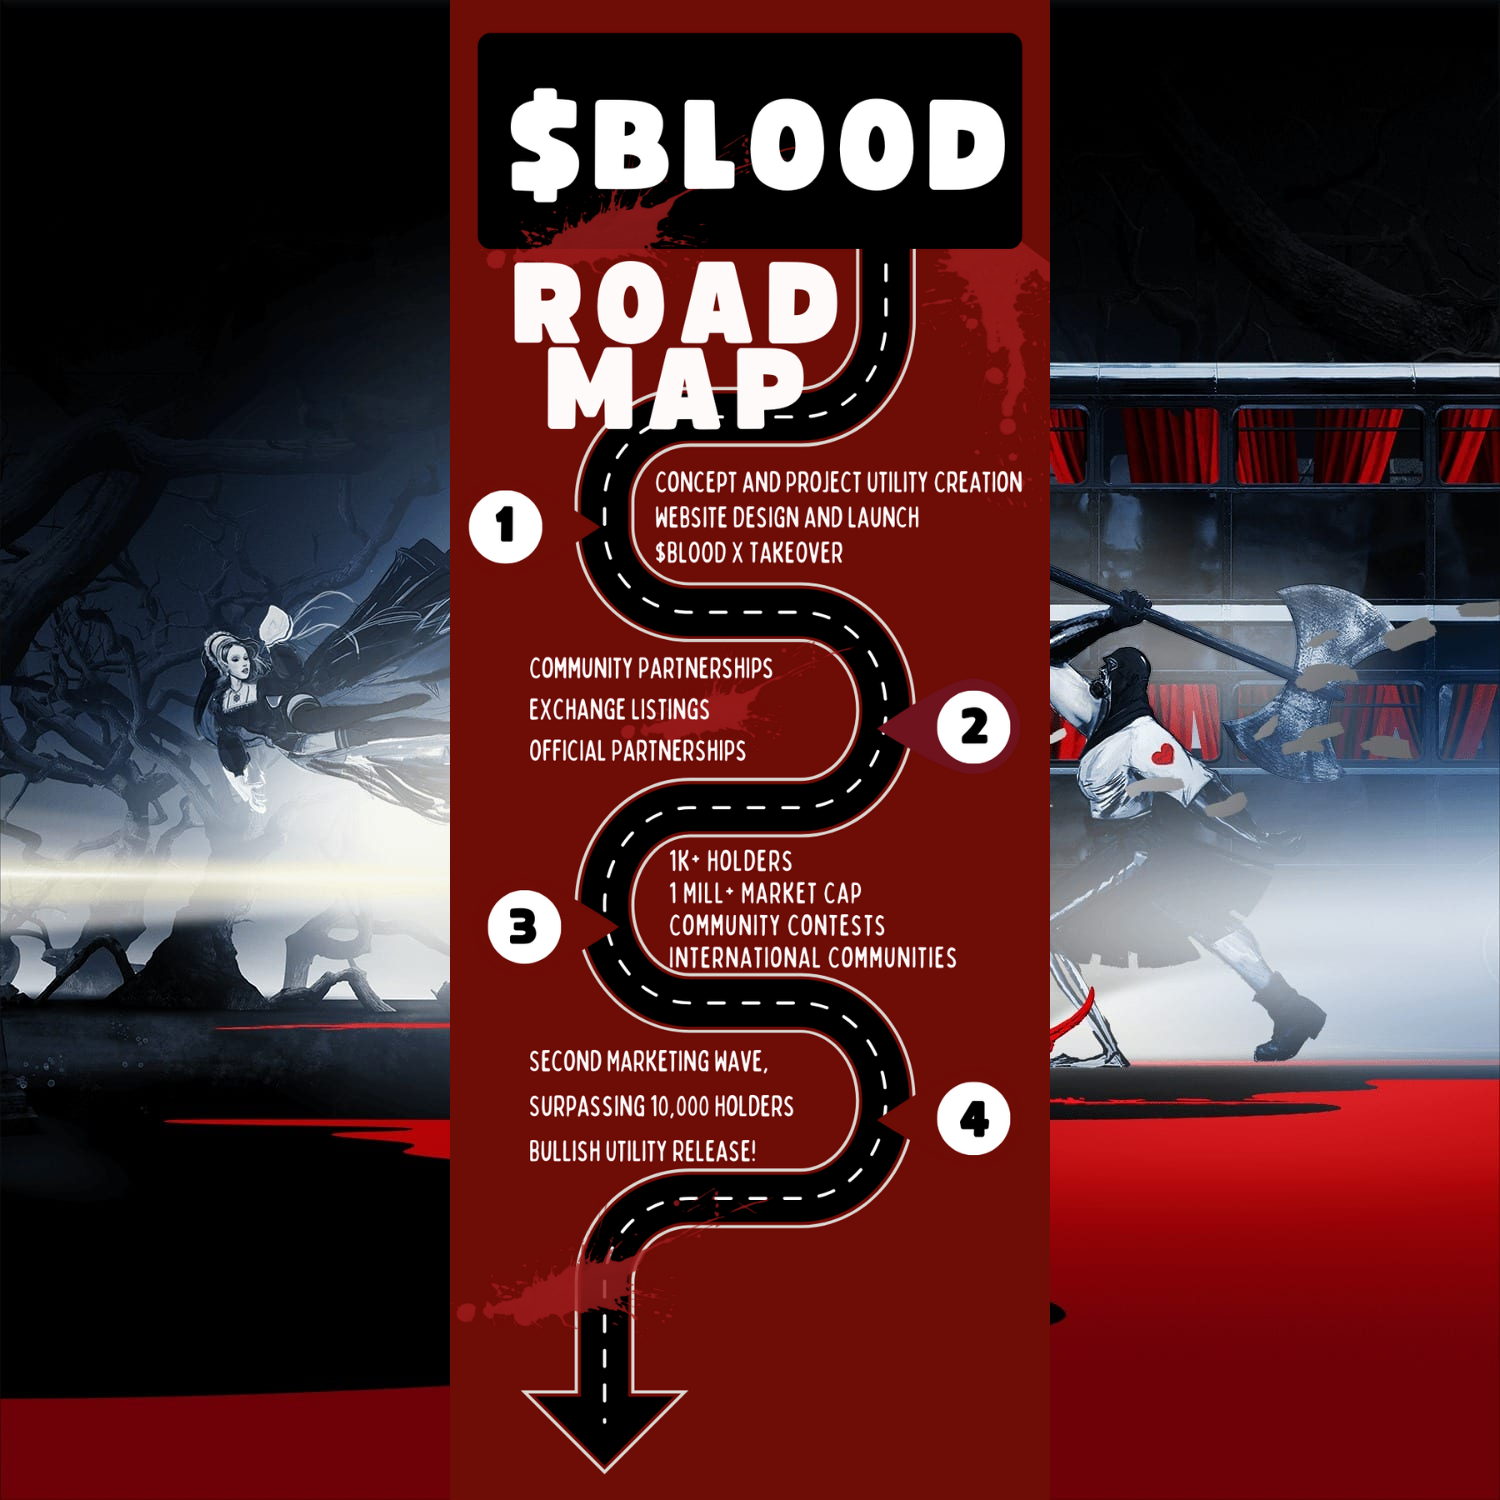 $BLOOD
ROAD
MAP
1
CONCEPT AND PROJECT UTILITY CREATION
WEBSITE DESIGN AND LAUNCH
$BLOOD X TAKEOVER
COMMUNITY PARTNERSHIPS
EXCHANGE LISTINGS
OFFICIAL PARTNERSHIPS
2
3
1K+ HOLDERS
1 MILL+ MARKET CAP
COMMUNITY CONTESTS
INTERNATIONAL COMMUNITIES
SECOND MARKETING WAVE,
SURPASSING 10,000 HOLDERS
BULLISH UTILITY RELEASE!
4